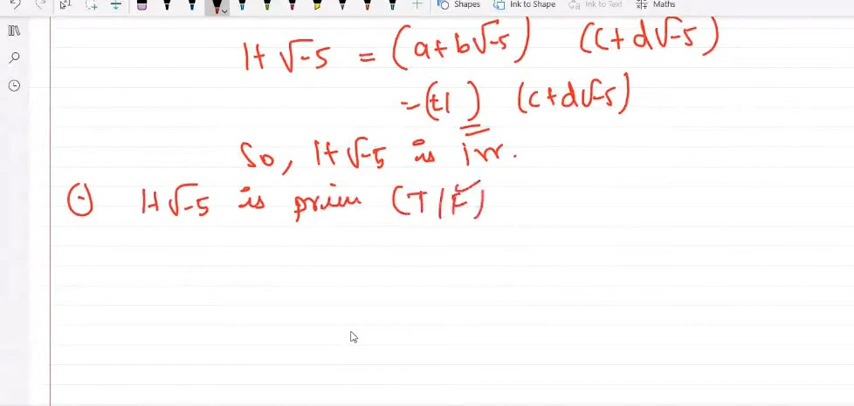 Shapes Ink to Shape Ink to Text Maths
1+√-5 = (a+b√-5) (c+d√-5)
=(±1) (c+d√-5)
So, 1+√-5 is irr.
1+√-5 is prim (T/F)